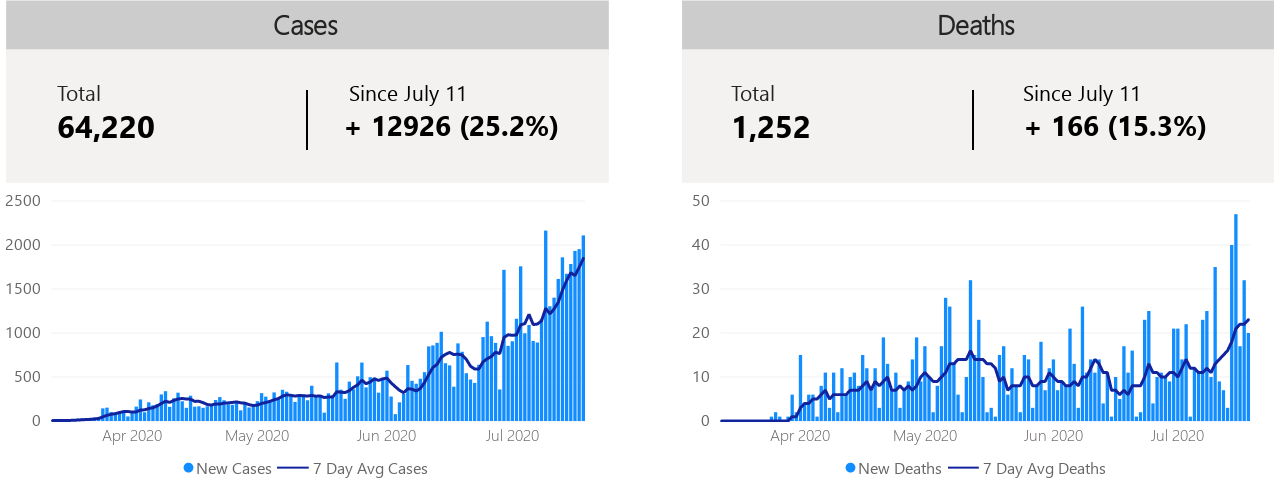 Cases
Total
64,220
Since July 11
+ 12926 (25.2%)
2500
2000
1500
1000
500
0
Apr 2020
May 2020
Jun 2020
Jul 2020
New Cases
7 Day Avg Cases
Deaths
Total
1,252
Since July 11
+ 166 (15.3%)
50
40
30
20
10
0
Apr 2020
May 2020
Jun 2020
Jul 2020
New Deaths
7 Day Avg Deaths